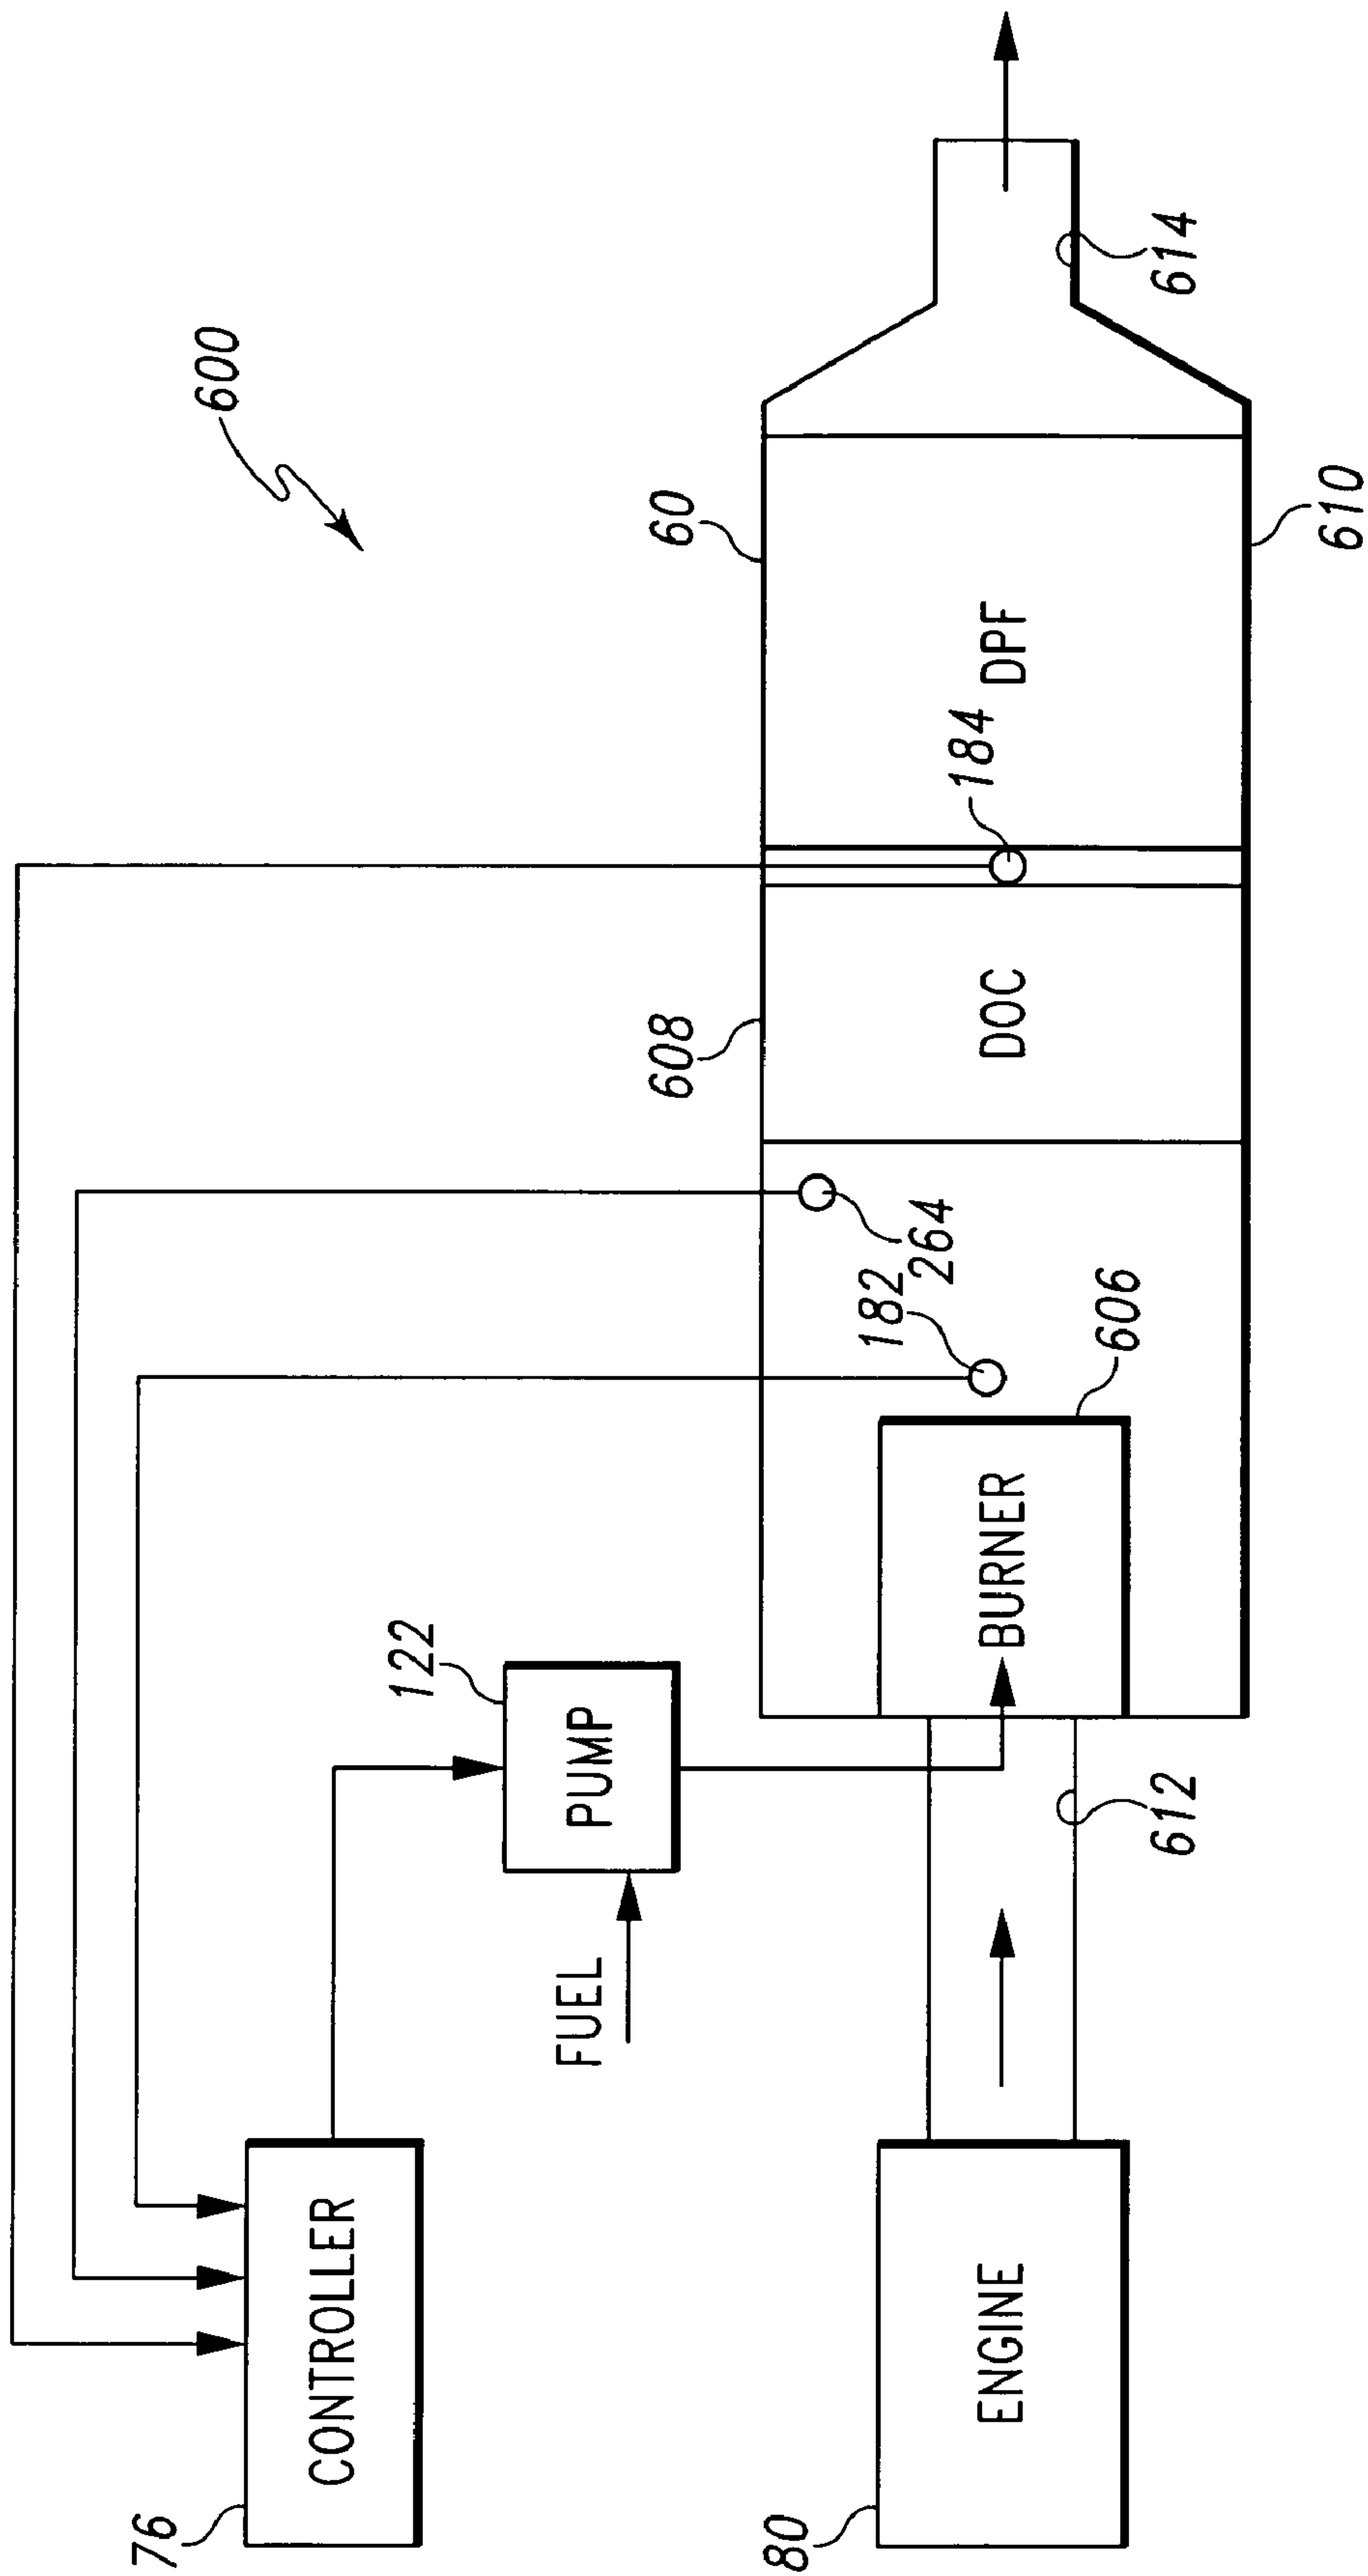 600
76
CONTROLLER
122
PUMP
FUEL
608
60
80
ENGINE
BURNER
182
264
DOC
184
DPF
606
612
614
610